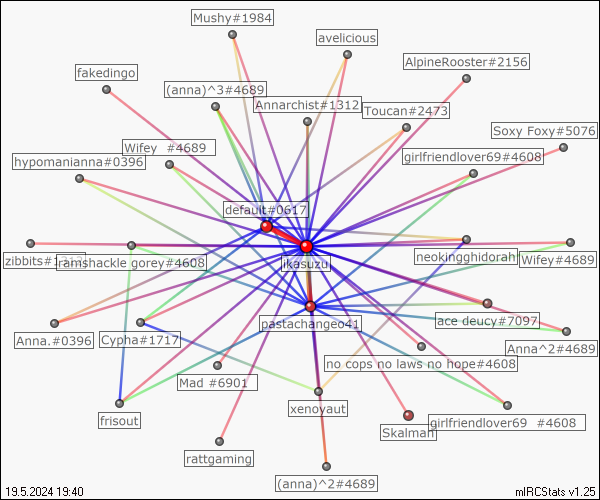 Mushy#1984
avelicious
AlpineRooster#2156
fakedingo
(anna)^3#4689
Annarchist#1312
Toucan#2473
Soxy Foxy#5076
Wifey #4689
girlfriendlover69#4608
hypomanianna#0396
default#0617
zibbits#
ramshackle gorey#4608
ikasuzu
neokingghidorah
Wifey#4689
pastachangeo41
ace deucy#7097
Anna.#0396
Cypha#1717
Anna^2#4689
no cops no laws no hope#4608
Mad #6901
xenovaut
frisout
Skalman
girlfriendlover69 #4608
rattgaming
(anna)^2#4689
19.5.2024 19:40
mIRCStats v1.25